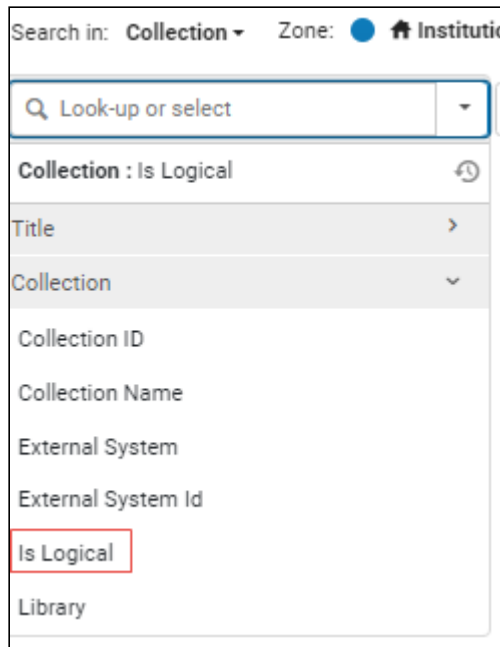 Search in: Collection Zone: Institutio
Look-up or select
Collection : Is Logical
Title
Collection
Collection ID
Collection Name
External System
External System Id
Is Logical
Library